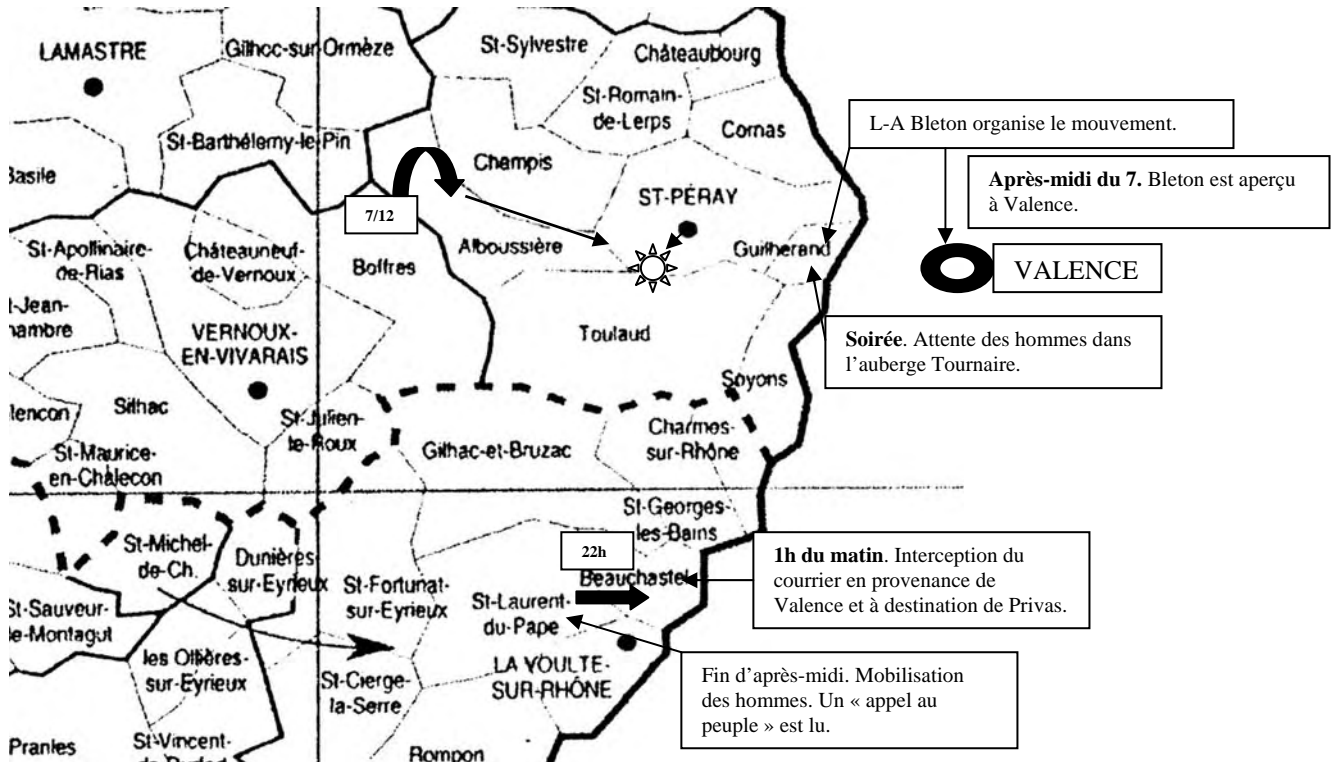 LAMASTRE
Gilhoc-sur-Ormèze
St-Sylvestre
Châteaubourg
St-Romain-
de-Lerps
Cornas
St-Barthélemy-le-Pin
Champis
Basile
7/12
ST-PÉRAY
St-Apollinaire-
de-Rias
Châteauneuf-
de-Vernoux
Boffres
Alboussière
Guilherand
t-Jean-
hambre
VERNOUX-
EN-VIVARAIS
Toulaud
Soyons
lencon
Silhac
St-Julien-
le-Roux
Gilhac-et-Bruzac
Charmes-
sur-Rhône
St-Maurice-
en-Chalecon
St-Georges-
les-Bains
St-Michel-
de-Ch.
Dunières-
sur-Eyrieux
St-Fortunat-
sur-Eyrieux
22h
Beauchastel
St-Sauveur-
de-Montagut
St-Laurent-
du-Pape
les Ollières-
sur-Eyrieux
St-Cierge-
la-Serre
LA VOULTE-
SUR-RHÔNE
Pranles
St-Vincent-
Rompon
L-A Bleton organise le mouvement.
Après-midi du 7. Bleton est aperçu
à Valence.
VALENCE
Soirée. Attente des hommes dans
l'auberge Tournaire.
1h du matin. Interception du
courrier en provenance de
Valence et à destination de Privas.
Fin d'après-midi. Mobilisation
des hommes. Un « appel au
peuple » est lu.